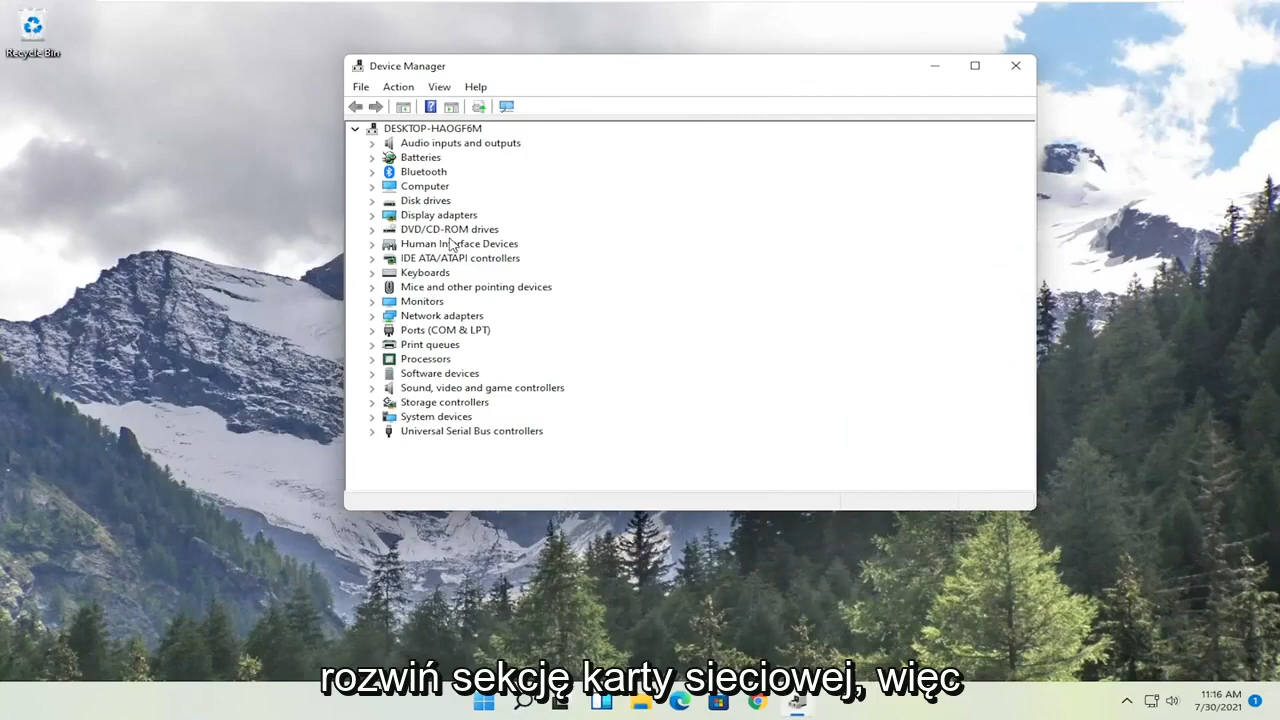 Recycle Bin
Device Manager
File Action View Help
DESKTOP-HAOGF6M
Audio inputs and outputs
Batteries
Bluetooth
Computer
Disk drives
Display adapters
DVD/CD-ROM drives
Human Interface Devices
IDE ATA/ATAPI controllers
Keyboards
Mice and other pointing devices
Monitors
Network adapters
Ports (COM & LPT)
Print queues
Processors
Software devices
Sound, video and game controllers
Storage controllers
System devices
Universal Serial Bus controllers
rozwiń sekcję karty sieciowej, więc
11:16 AM
7/30/2021
1